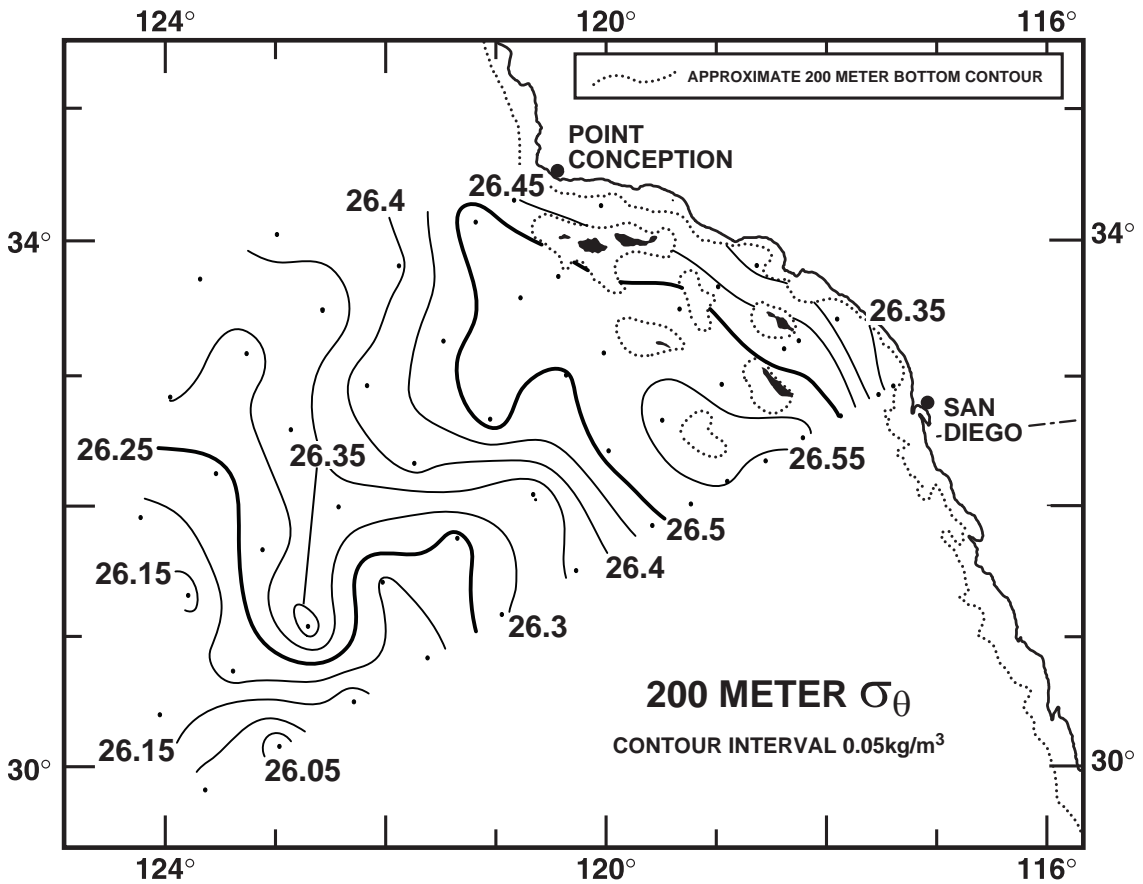 124° 120° 116°
APPROXIMATE 200 METER BOTTOM CONTOUR
POINT
CONCEPTION
26.45
26.4
34° 34°
26.35
SAN
DIEGO
26.25
26.35
26.55
26.5
26.4
26.15
26.3
200 METER σθ
CONTOUR INTERVAL 0.05kg/m³
26.15
26.05
30° 30°
124° 120° 116°